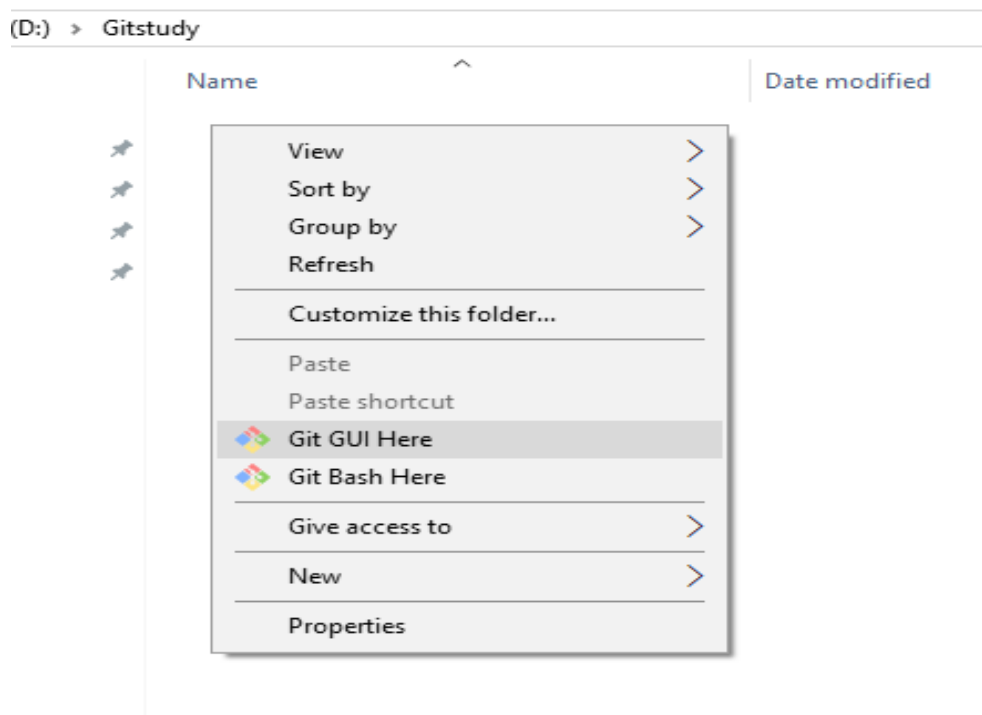 (D:) > Gitstudy
Name Date modified
View
Sort by
Group by
Refresh
Customize this folder...
Paste
Paste shortcut
Git GUI Here
Git Bash Here
Give access to
New
Properties